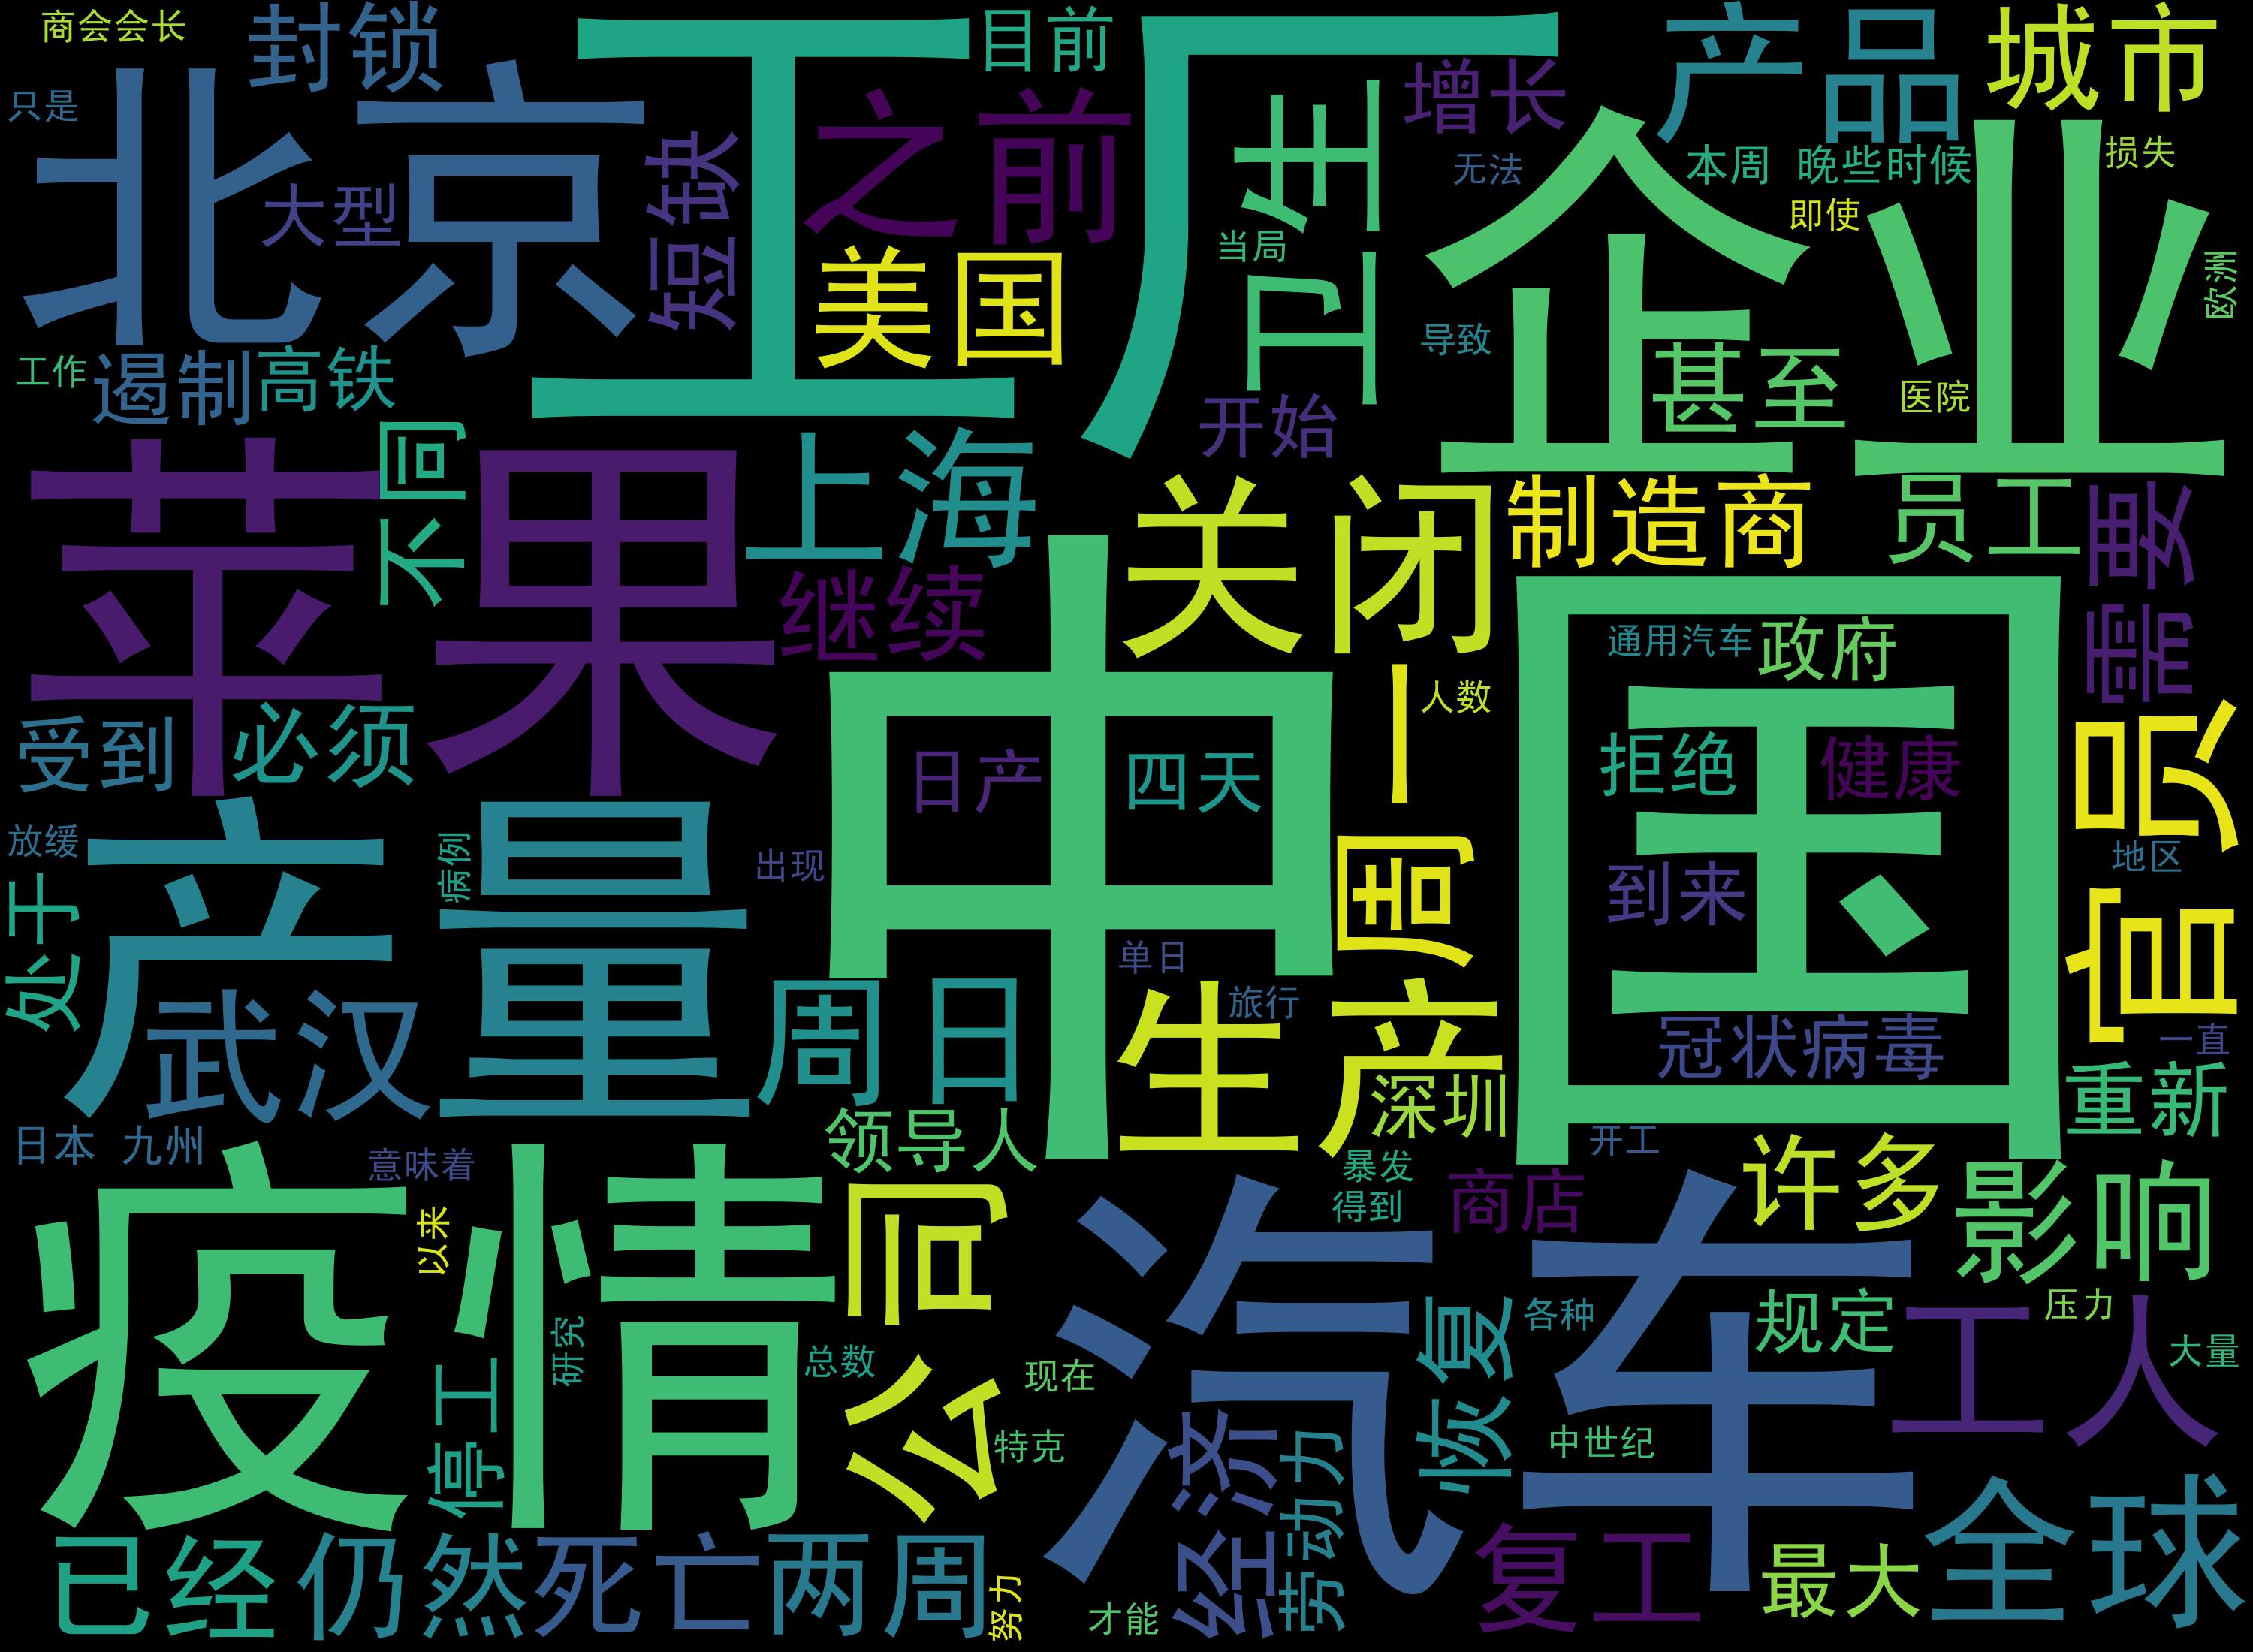 商会会长
封锁
目前
产品
城市
只是
北京
工厂
之前
增长
企业
大型
短缺
卫生
无法
本周
晚些时候
损失
即使
美国
当局
欧洲
工作
遏制
高铁
导致
甚至
医院
开始
苹果
不同
上海
关闭
制造商
员工
需要
继续
中国
通用汽车
政府
一国
人数
受到
必须
日产
四天
拒绝
健康
官员
放缓
产量
病例
出现
到来
地区
处于
单日
旅行
武汉
周日
生产
冠状病毒
一直
深圳
重新
领导人
日本
九州
意味着
开工
许多
影响
暴发
得到
商店
疫情
以来
公司
汽车
研究
停工
总数
现在
恢复
各种
规定
工人
压力
大量
特克
经济
劳动力
中世纪
已经
仍然
死亡
两周
努力
才能
复工
最大
全球